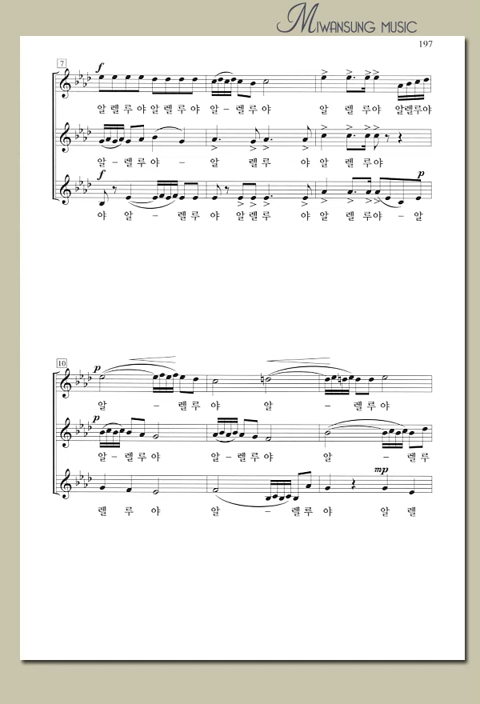 MIWANSUNG MUSIC
197
7
f
알 렐 루 야 알 렐 루 야 알 – 렐 루 야 알 렐 루 야 알렐루야
알 – 렐 루 야 – 알 렐 루 야 알 렐 루 야
f p
야 알 – 렐 루 야 알 렐 루 야 알 렐 루 야 – 알
10
p
알 – 렐 루 야 알 – 렐 루 야
p
알 – 렐 루 야 알 – 렐 루 야 알 – 렐 루
mp
렐 루 야 알 – 렐 루 야 알 렐